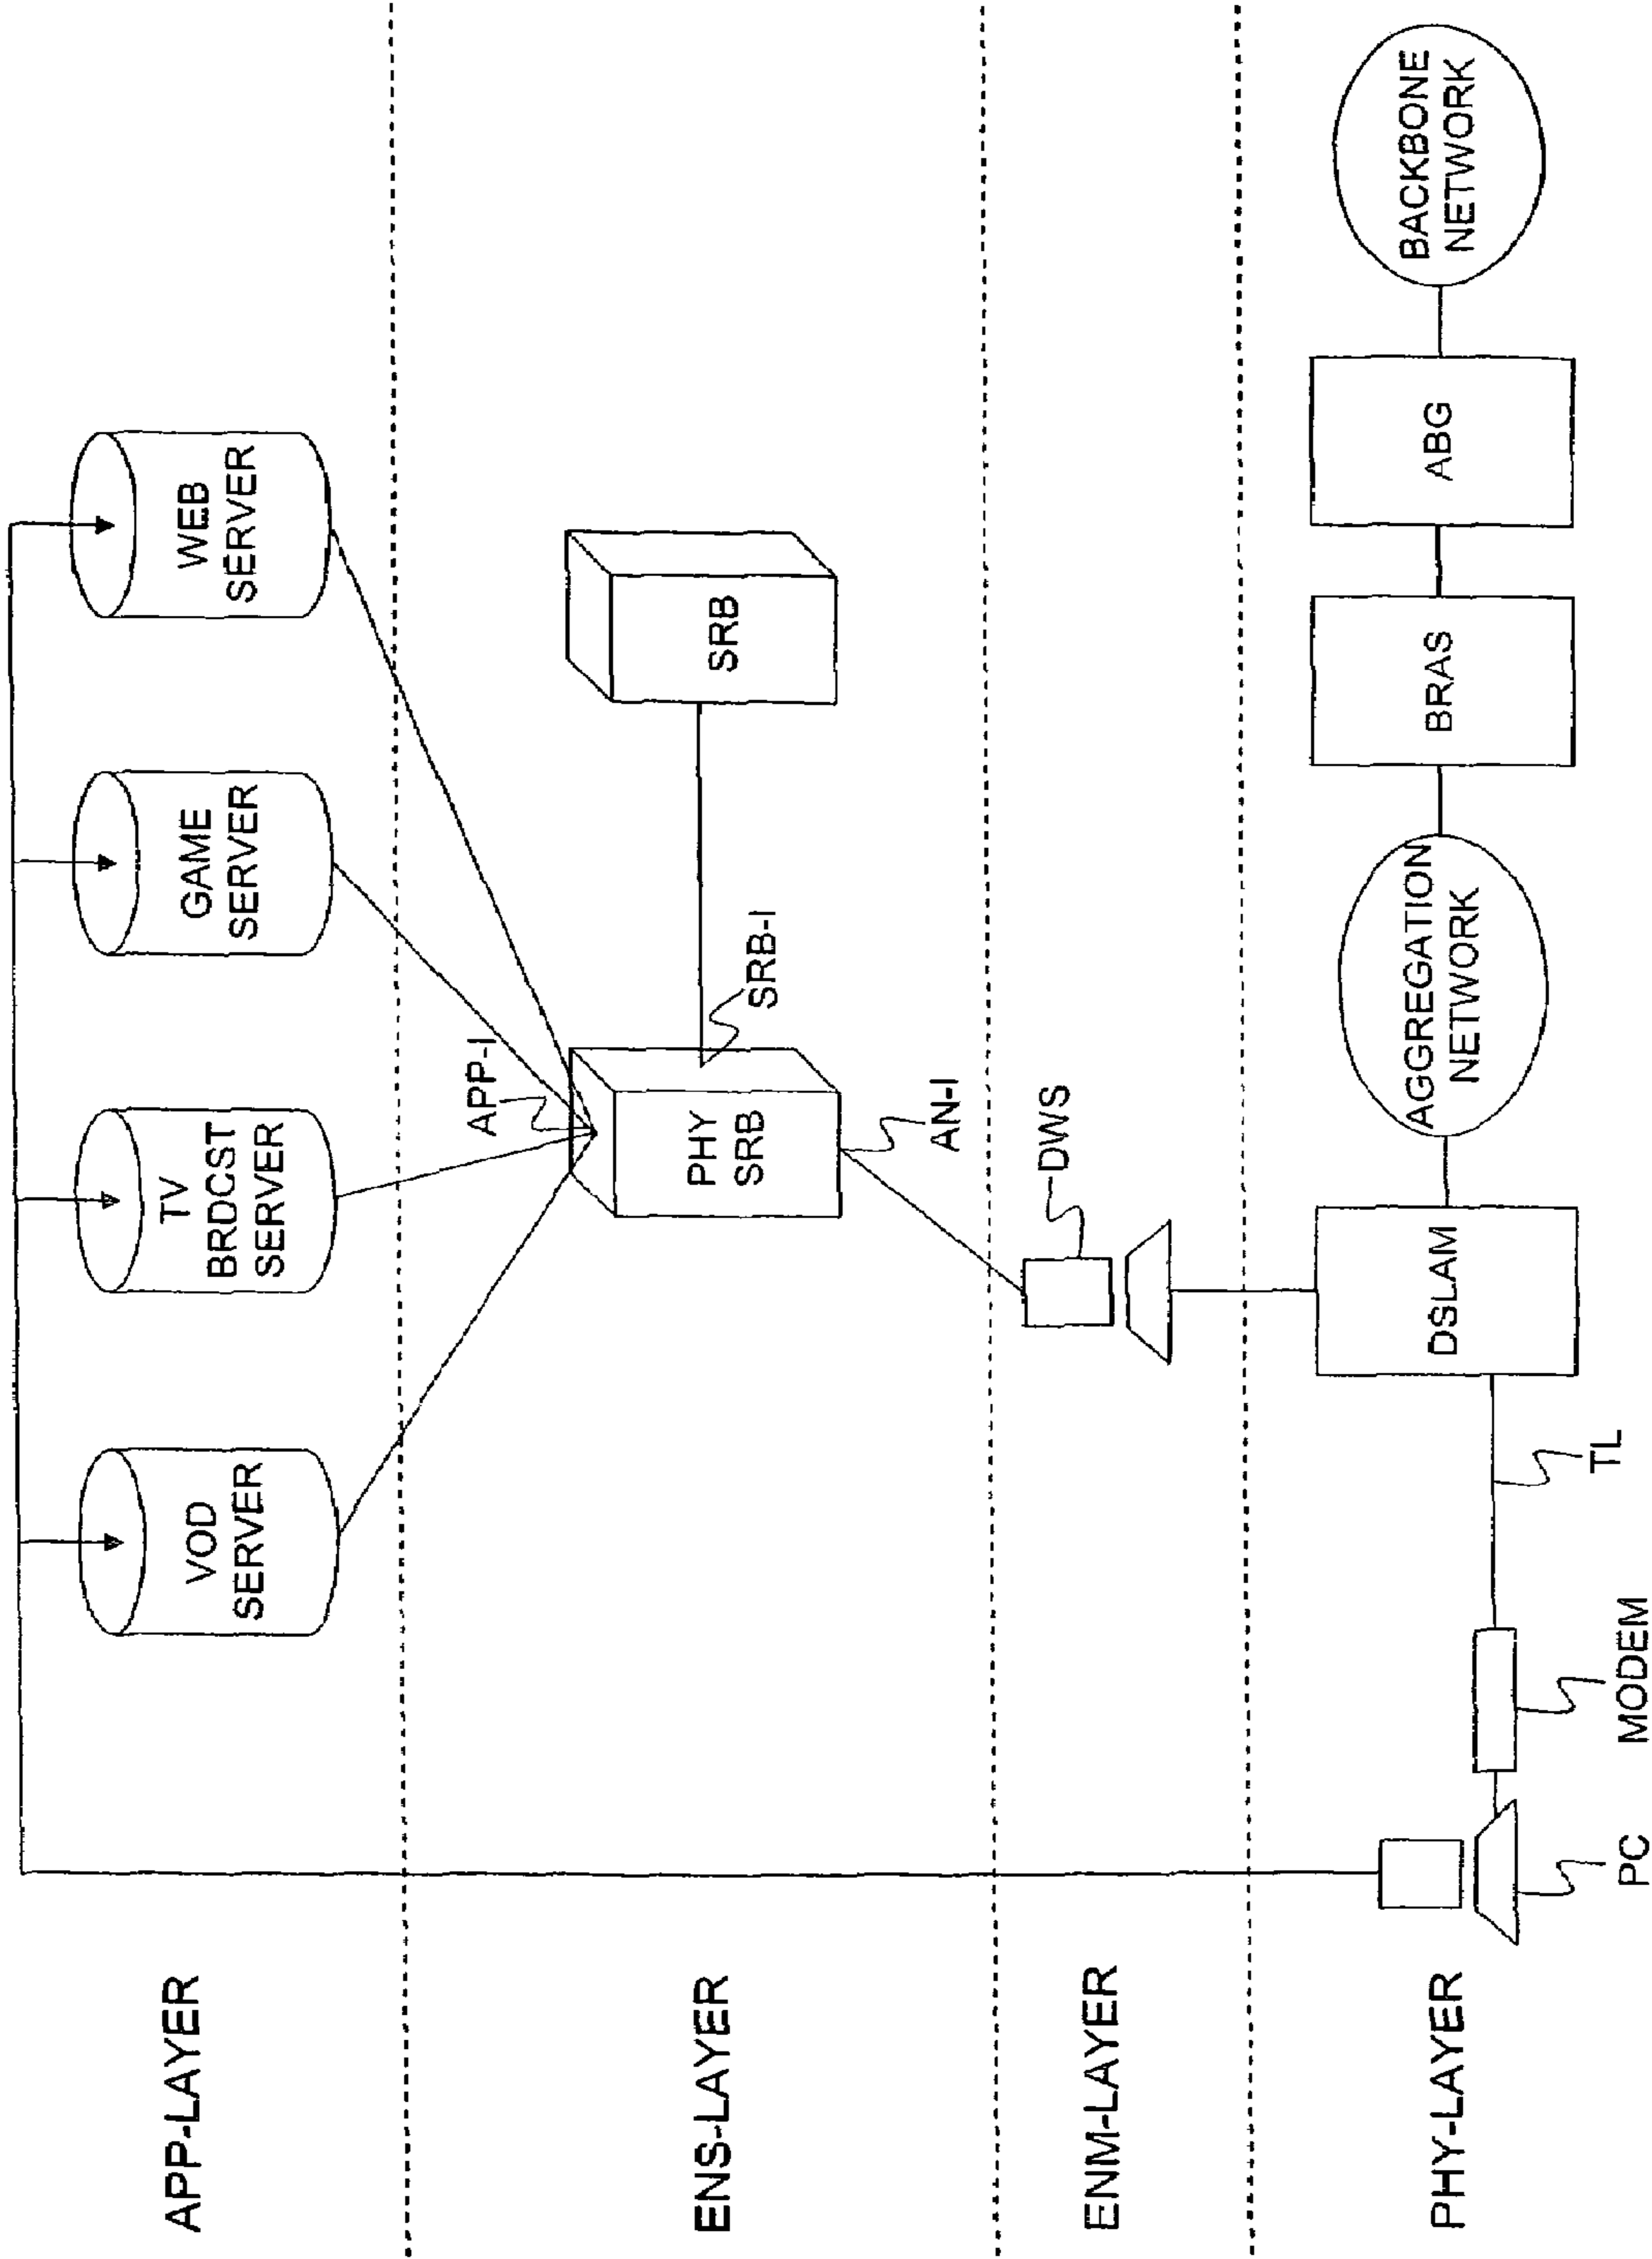 APP-LAYER
VOD
SERVER
TV
BRDCST
SERVER
GAME
SERVER
WEB
SERVER
ENS-LAYER
APP-I
PHY
SRB
SRB-I
SRB
AN-I
ENM-LAYER
DWS
PHY-LAYER
PC
MODEM
TL
DSLAM
AGGREGATION
NETWORK
BRAS
ABG
BACKBONE
NETWORK